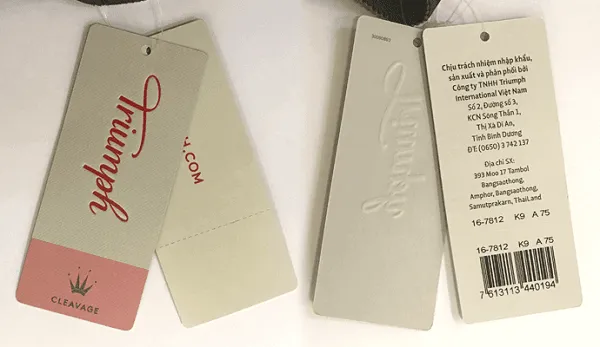 Triumph
CLEAVAGE
H.COM
Chịu trách nhiệm nhập khẩu,
sản xuất và phân phối bởi
Công ty TNHH Triumph
International Việt Nam
Số 2, Đường số 3,
KCN Sóng Thần 1,
Thị Xã Dĩ An,
Tỉnh Bình Dương
ĐT: (0650) 3 742 137
Địa chỉ SX:
393 Moo 17 Tambol
Bangsaothong,
Amphor, Bangsaothong,
Samutprakarn, ThaiLand
16-7812 K9 A 75
16-7812 K9 A 75
7 613113 440194